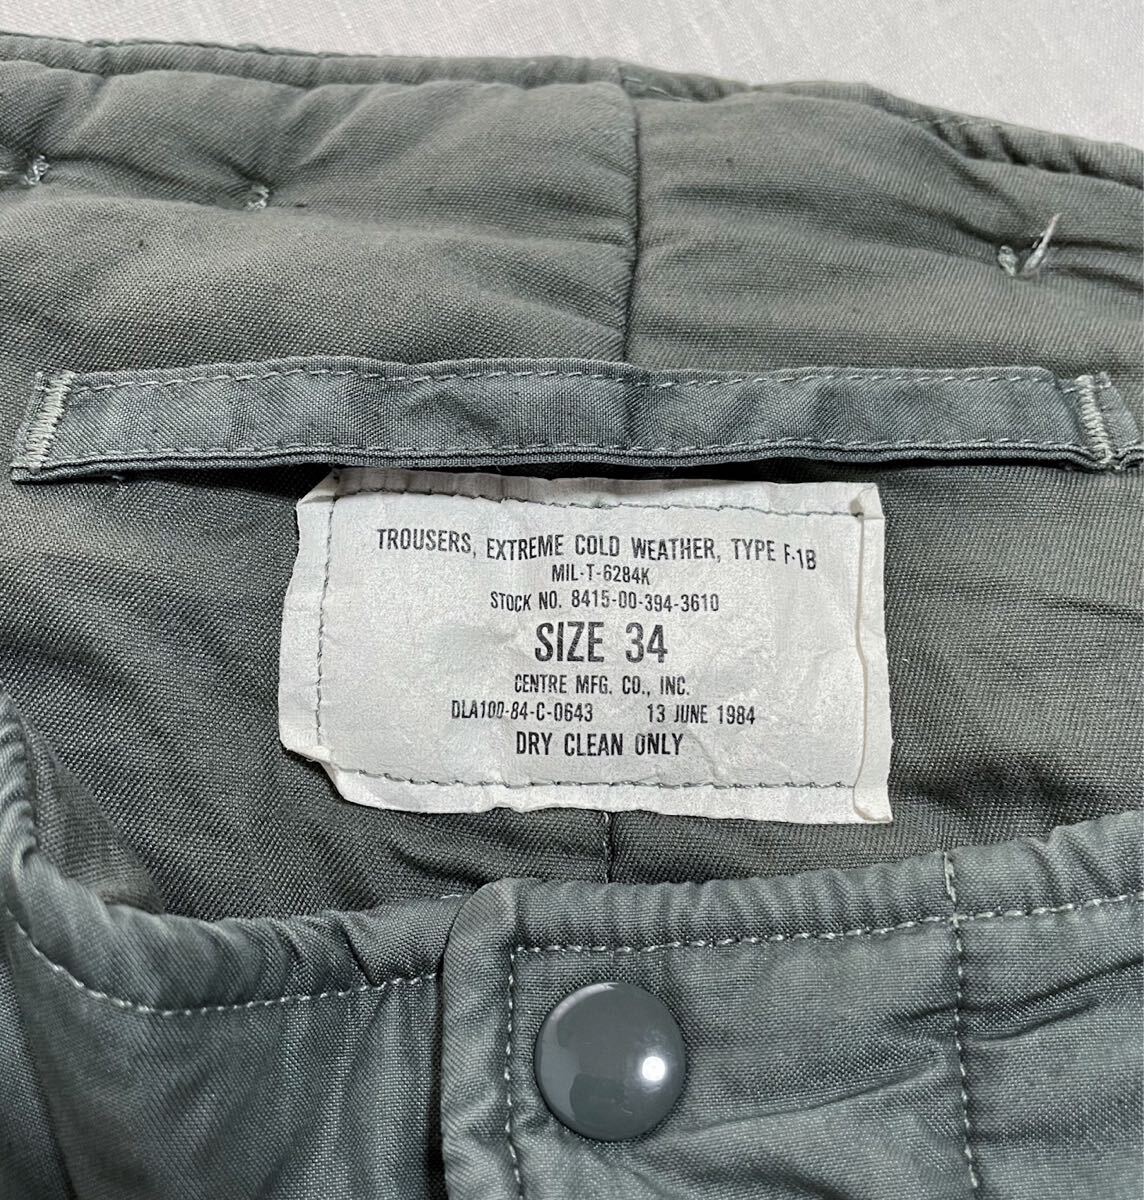 TROUSERS, EXTREME COLD WEATHER, TYPE F-1B
MIL-T-6284K
STOCK NO. 8415-00-394-3610
SIZE 34
CENTRE MFG. CO., INC.
DLA100-84-C-0643 13 JUNE 1984
DRY CLEAN ONLY